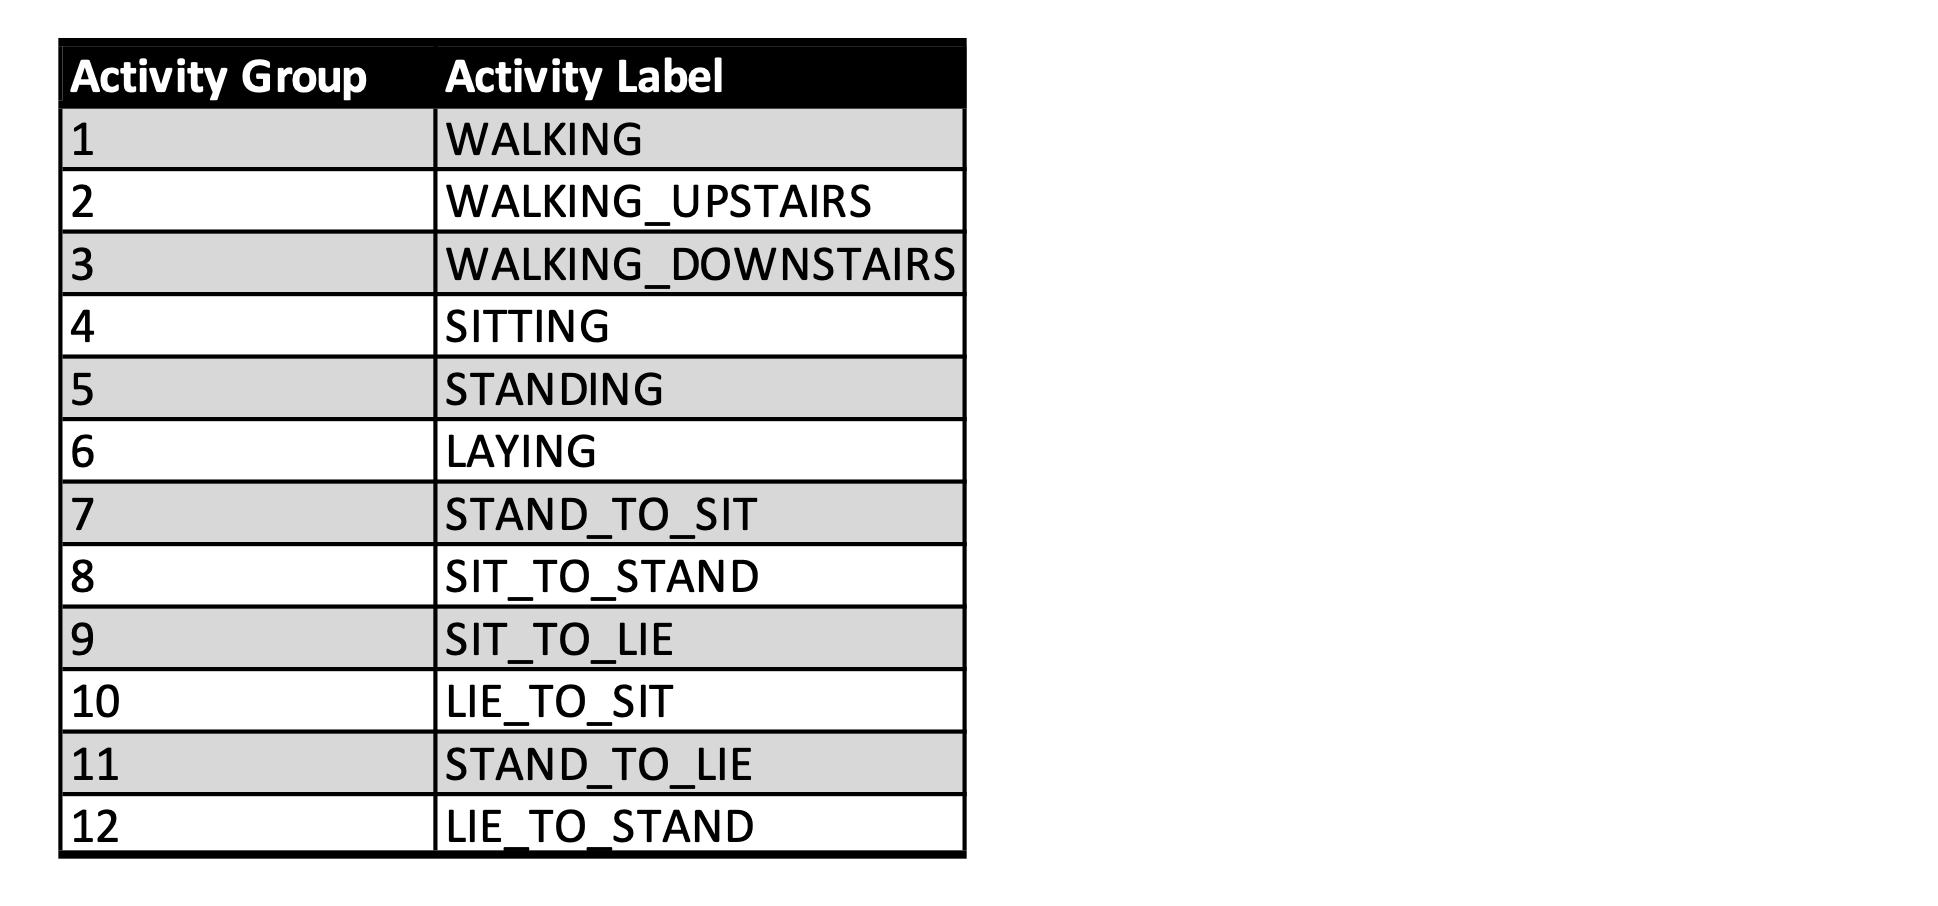 Activity Group Activity Label
1 WALKING
2 WALKING_UPSTAIRS
3 WALKING_DOWNSTAIRS
4 SITTING
5 STANDING
6 LAYING
7 STAND_TO_SIT
8 SIT_TO_STAND
9 SIT_TO_LIE
10 LIE_TO_SIT
11 STAND_TO_LIE
12 LIE_TO_STAND